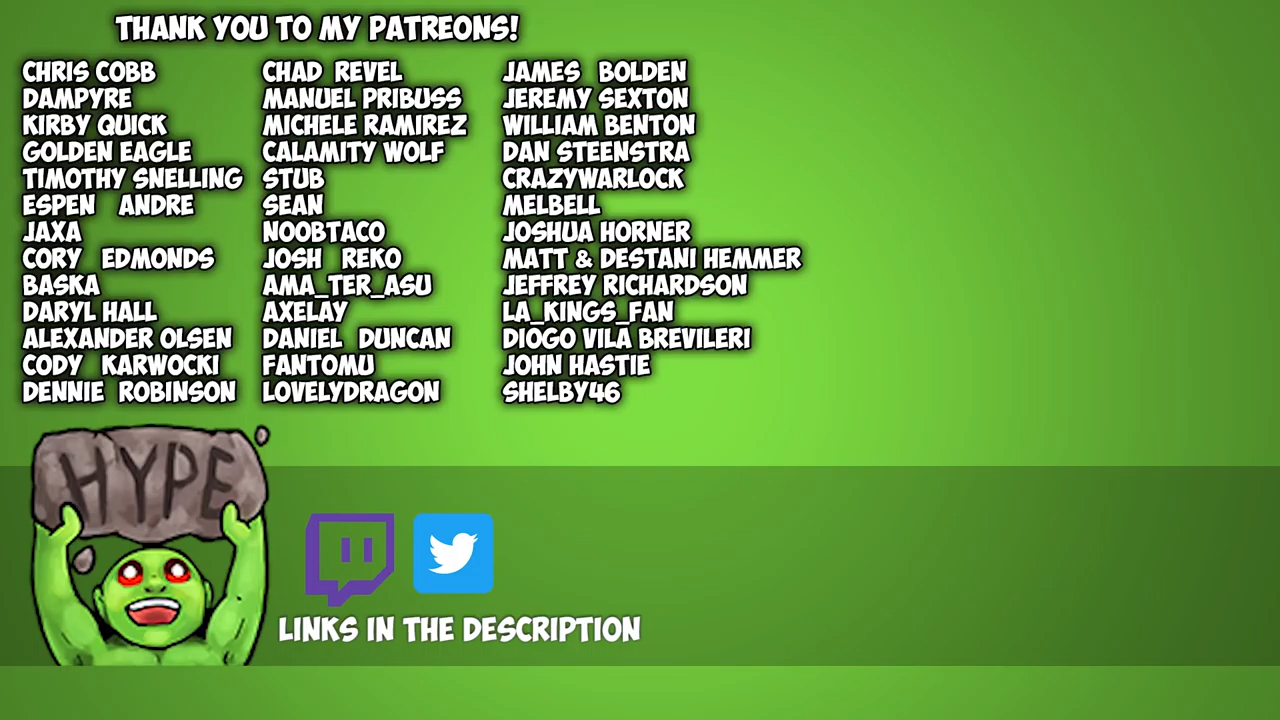 THANK YOU TO MY PATREONS!
CHRIS COBB
DAMPYRE
KIRBY QUICK
GOLDEN EAGLE
TIMOTHY SNELLING
ESPEN ANDRE
JAXA
CORY EDMONDS
BASKA
DARYL HALL
ALEXANDER OLSEN
CODY KARWOCKI
DENNIE ROBINSON
CHAD REVEL
MANUEL PRIBUSS
MICHELE RAMIREZ
CALAMITY WOLF
STUB
SEAN
NOOBTACO
JOSH REKO
AMA_TER_ASU
AXELAY
DANIEL DUNCAN
FANTOMU
LOVELYDRAGON
JAMES BOLDEN
JEREMY SEXTON
WILLIAM BENTON
DAN STEENSTRA
CRAZYWARLOCK
MELBELL
JOSHUA HORNER
MATT & DESTANI HEMMER
JEFFREY RICHARDSON
LA_KINGS_FAN
DIOGO VILA BREVILERI
JOHN HASTIE
SHELBY46
HYPE
LINKS IN THE DESCRIPTION